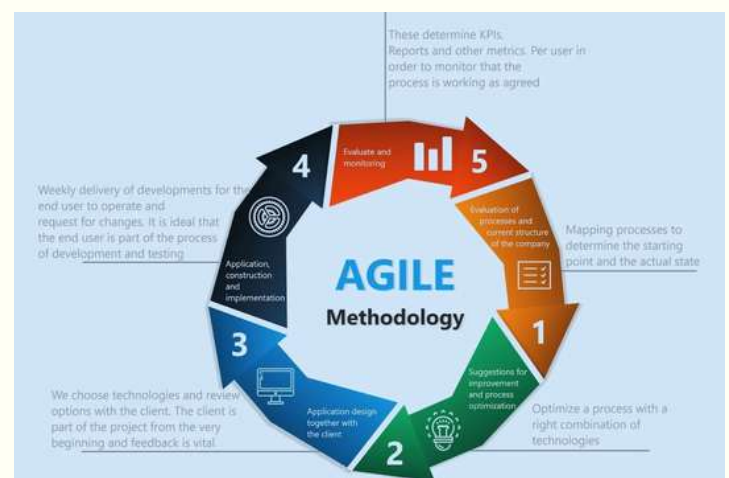 These determine KPIs,
Reports and other metrics. Per user in
order to monitor that the
process is working as agreed
Evaluate and
monitoring
5
4
Weekly delivery of developments for the
end user to operate and
request for changes. It is ideal that
the end user is part of the process
of development and testing
Application,
construction
and
implementation
Evaluation of
processes and
current structure
of the company
Mapping processes to
determine the starting
point and the actual state
AGILE
Methodology
1
3
We choose technologies and review
options with the client. The client is
part of the project from the very
beginning and feedback is vital
Application design
together with
the client
Suggestions for
improvement
and process
optimization
2
Optimize a process with a
right combination of
technologies